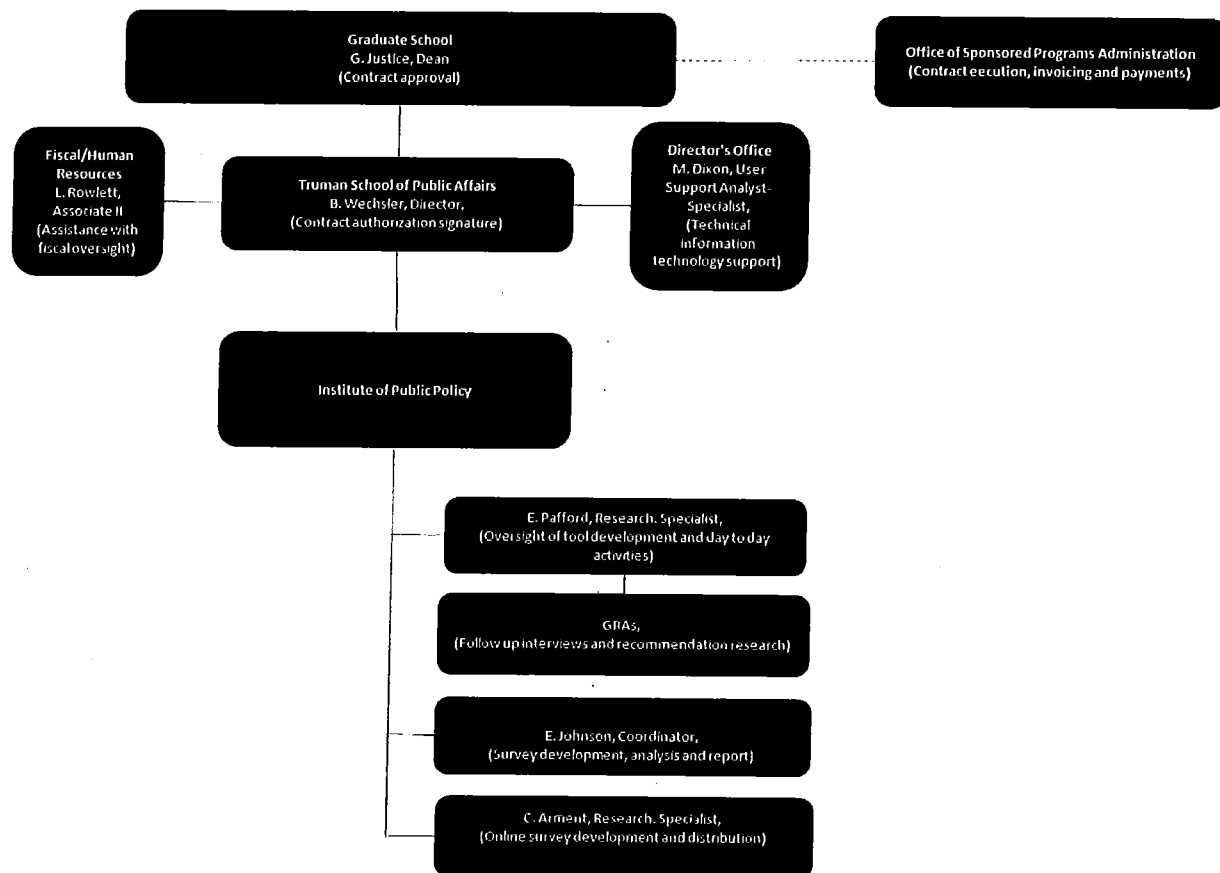 Graduate School
G. Justice, Dean
(Contract approval)
Office of Sponsored Programs Administration
(Contract eecution, invoicing and payments)
Fiscal/Human
Resources
L. Rowlett,
Associate II
(Assistance with
fiscal oversight)
Truman School of Public Affairs
B. Wechsler, Director,
(Contract authorization signature)
Director's Office
M. Dixon, User
Support Analyst-
Specialist,
(Technical
information
technology support)
Institute of Public Policy
E. Pafford, Research. Specialist,
(Oversight of tool development and day to day
activities)
GRAs,
(Follow up interviews and recommendation research)
E. Johnson, Coordinator,
(Survey development, analysis and report)
C. Arment, Research. Specialist,
(Online survey development and distribution)